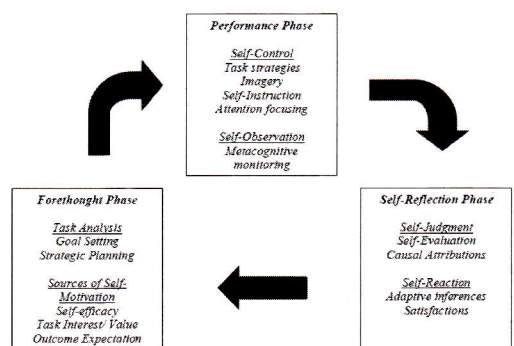 Performance Phase
Self-Control
Task strategies
Imagery
Self-Instruction
Attention focusing
Self-Observation
Metacognitive
monitoring
Forethought Phase
Task Analysis
Goal Setting
Strategic Planning
Sources of Self-
Motivation
Self-efficacy
Task Interest/ Value
Outcome Expectation
Self-Reflection Phase
Self-Judgment
Self-Evaluation
Causal Attributions
Self-Reaction
Adaptive inferences
Satisfactions